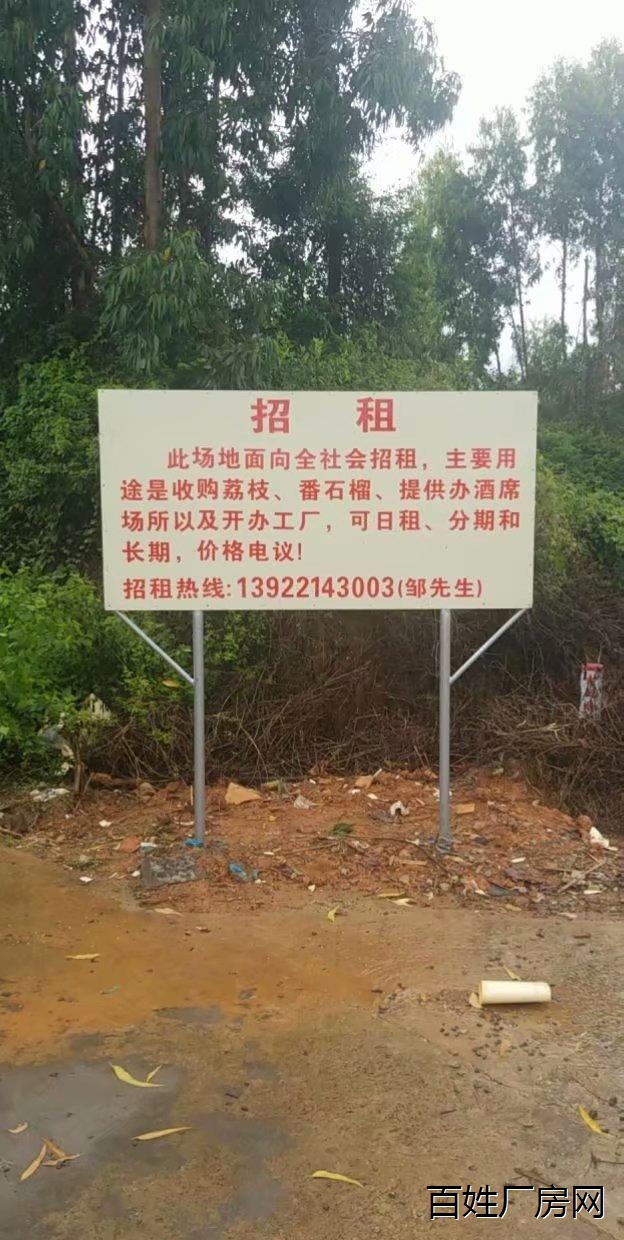 招 租
此场地面向全社会招租，主要用
途是收购荔枝、番石榴、提供办酒席
场所以及开办工厂，可日租、分期和
长期，价格电议!
招租热线:13922143003(邹先生)
百姓厂房网